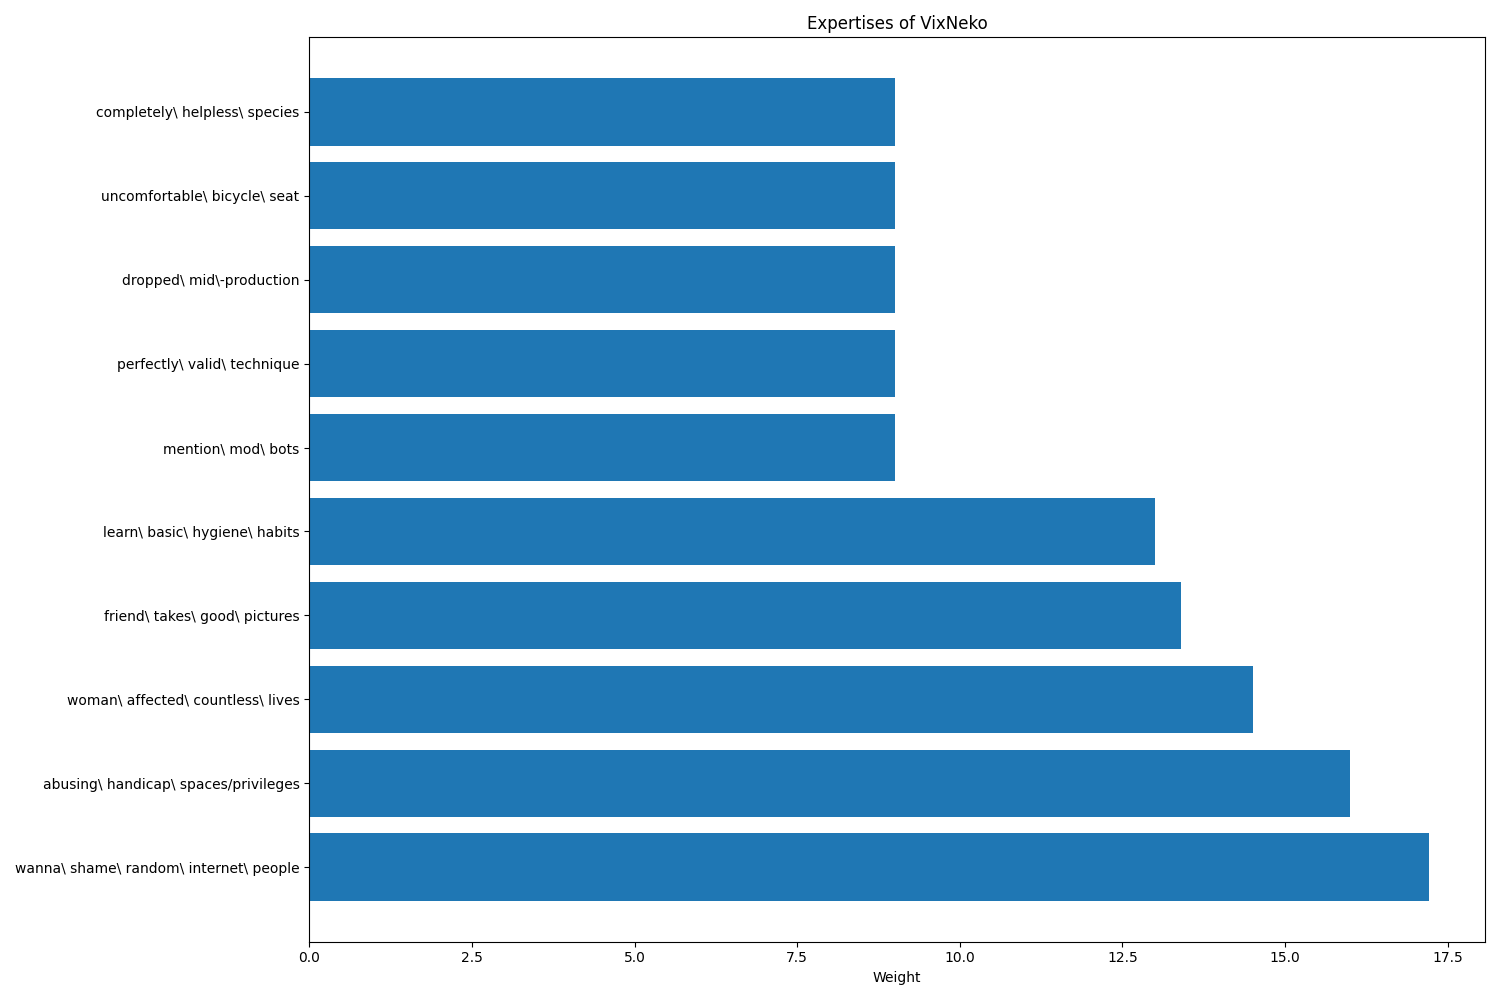 Expertises of VixNeko
completely\ helpless\ species
uncomfortable\ bicycle\ seat
dropped\ mid\-production
perfectly\ valid\ technique
mention\ mod\ bots
learn\ basic\ hygiene\ habits
friend\ takes\ good\ pictures
woman\ affected\ countless\ lives
abusing\ handicap\ spaces/privileges
wanna\ shame\ random\ internet\ people
0.0 2.5 5.0 7.5 10.0 12.5 15.0 17.5
Weight